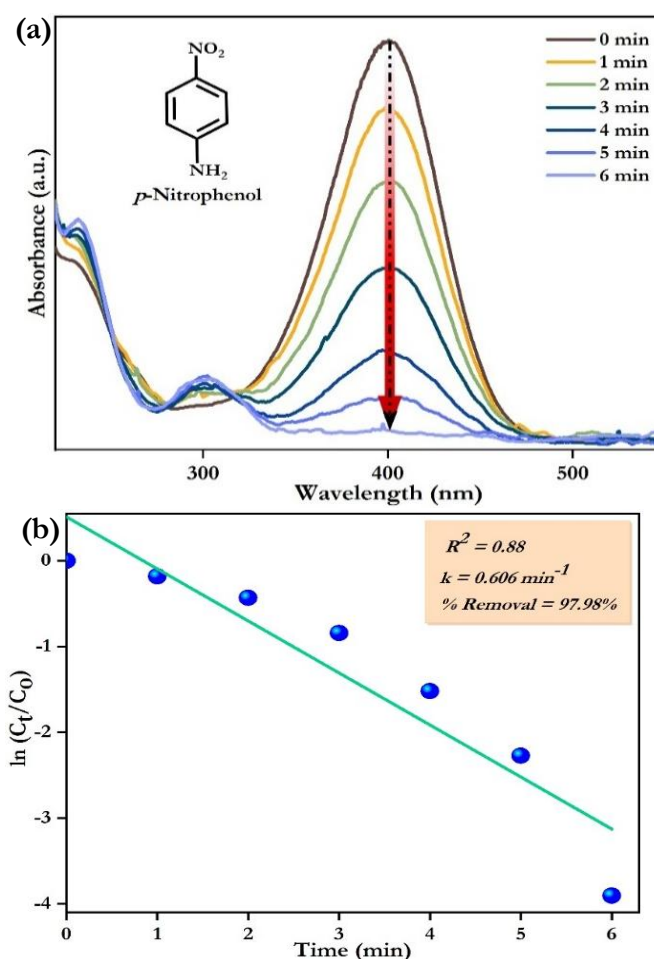 (a)
NO₂
NH₂
p-Nitrophenol
0 min
1 min
2 min
3 min
4 min
5 min
6 min
Absorbance (a.u.)
300
400
500
Wavelength (nm)
(b)
R² = 0.88
k = 0.606 min⁻¹
% Removal = 97.98%
ln (Cₜ/C₀)
0
-1
-2
-3
-4
0
1
2
3
4
5
6
Time (min)